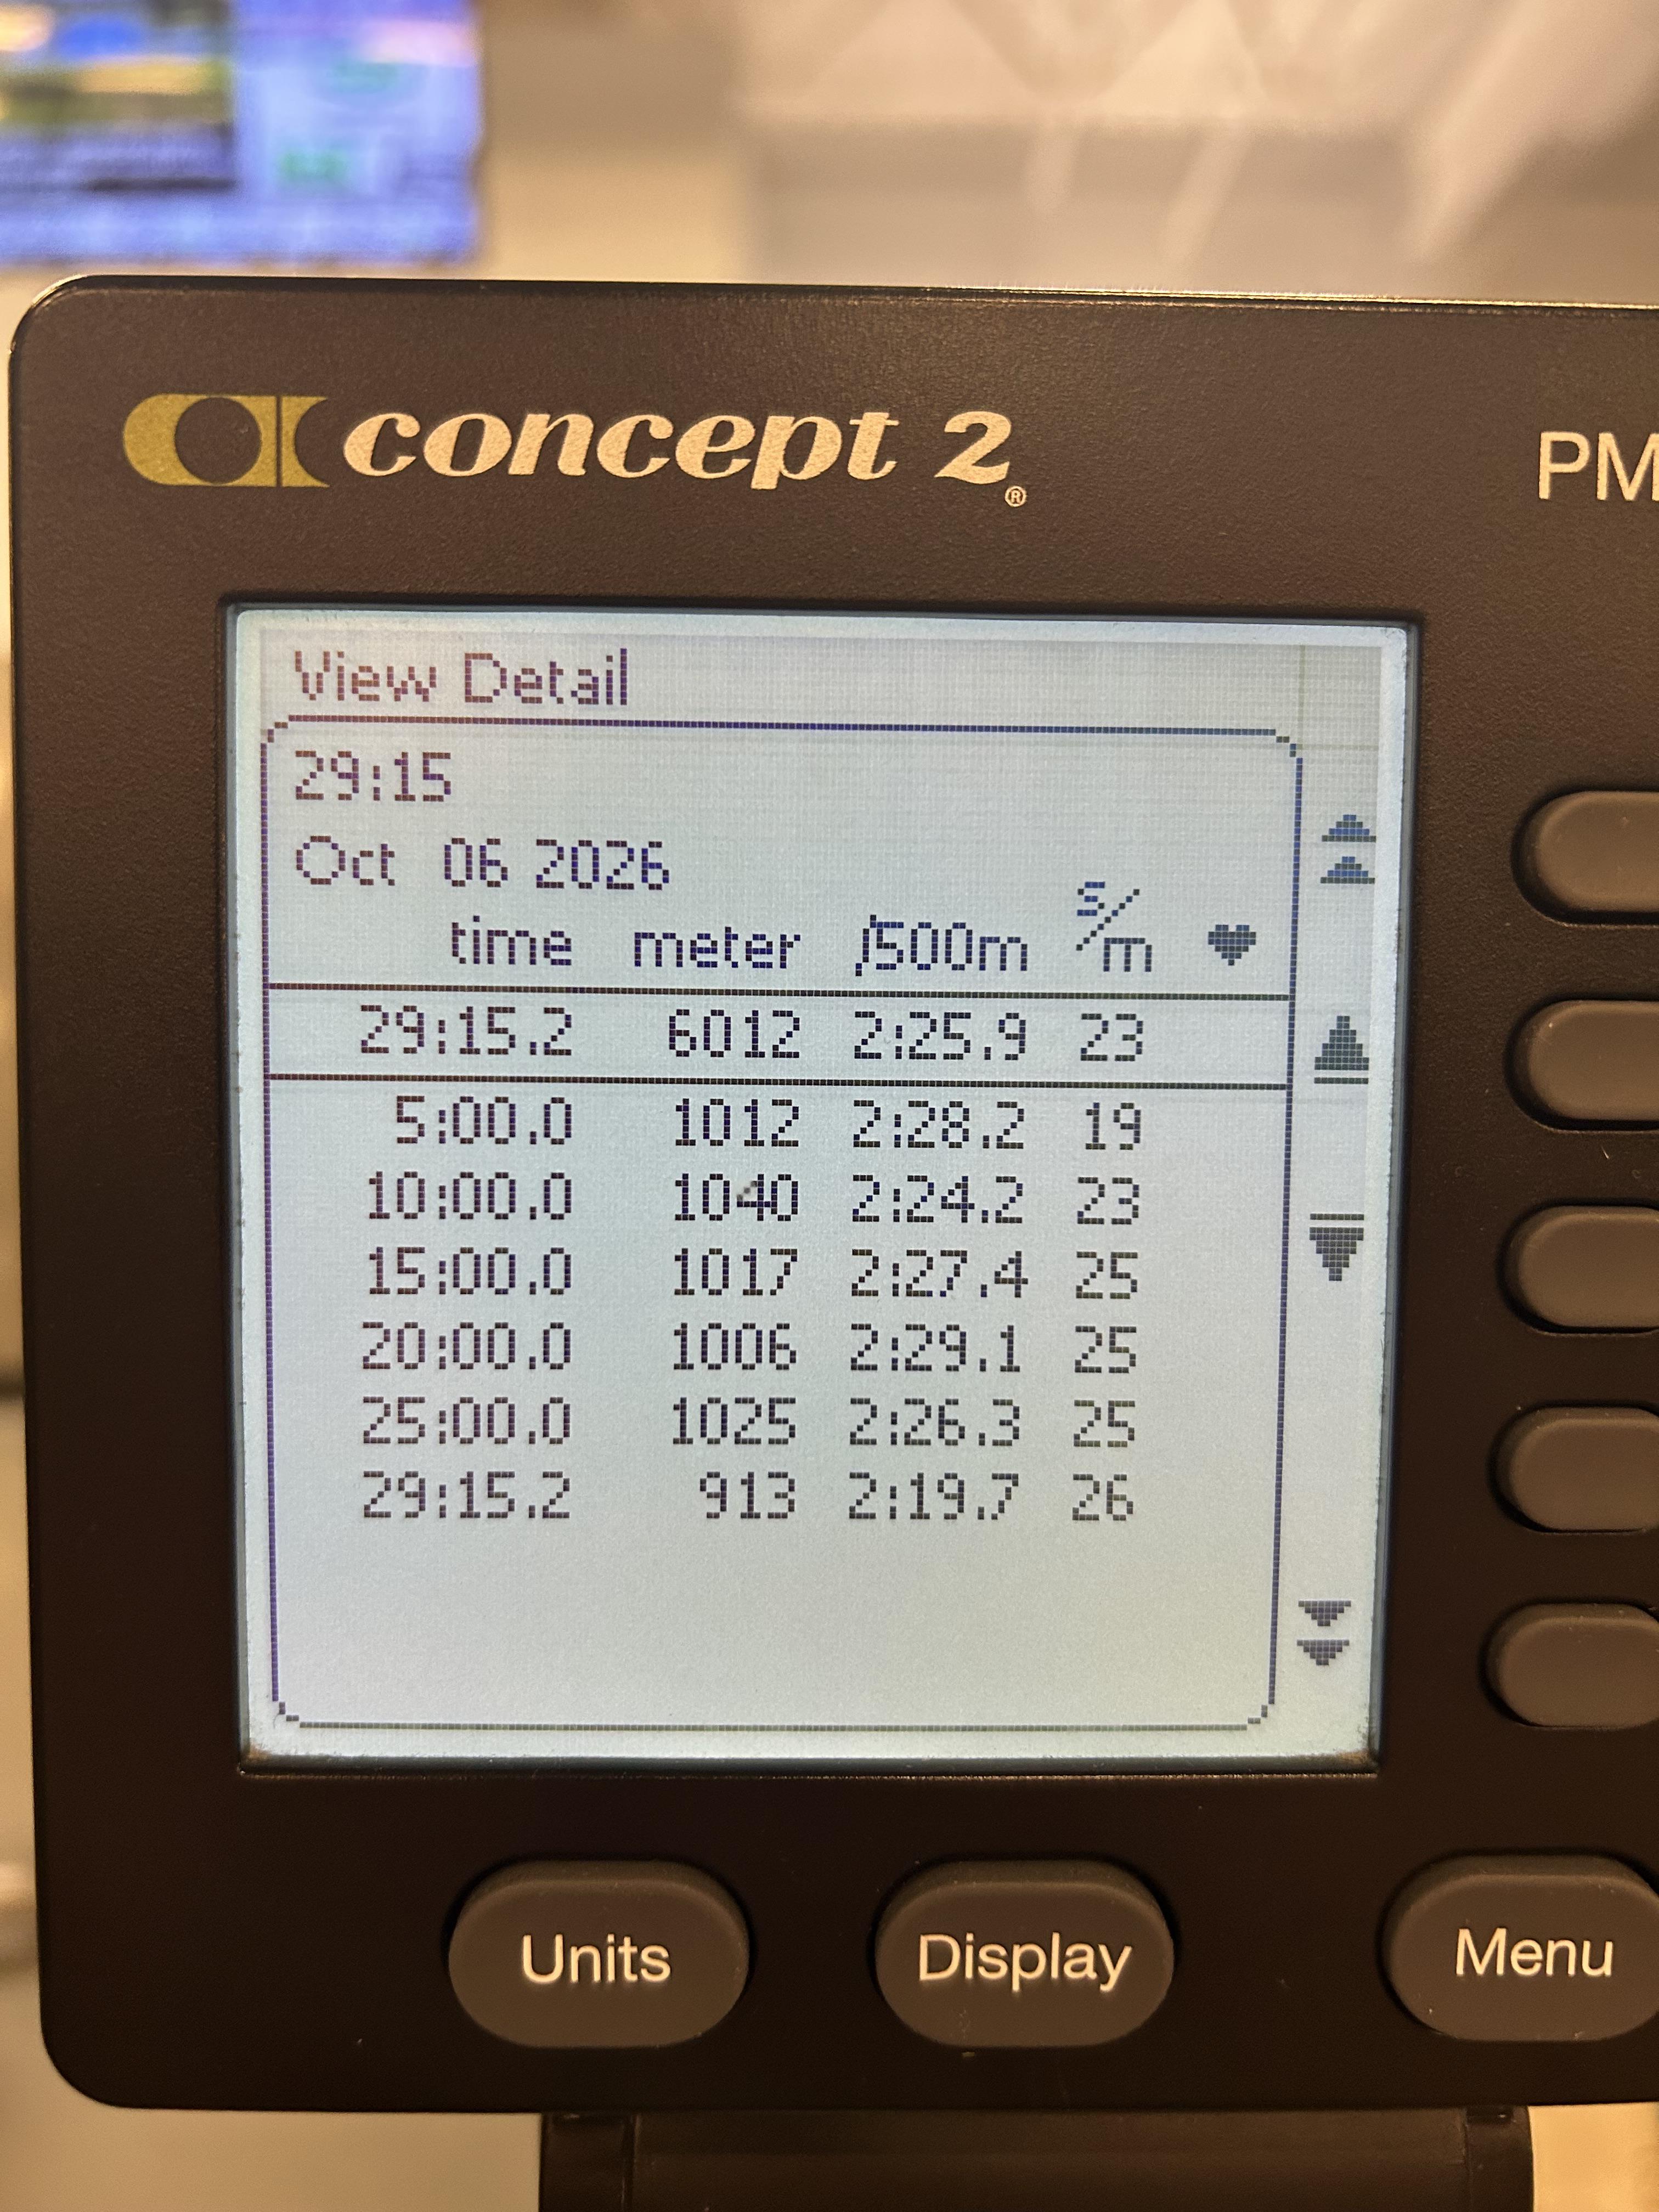 concept 2®
PM
View Detail
29:15
Oct 06 2026
time meter /500m s/m ♥
29:15.2 6012 2:25.9 23
5:00.0 1012 2:28.2 19
10:00.0 1040 2:24.2 23
15:00.0 1017 2:27.4 25
20:00.0 1006 2:29.1 25
25:00.0 1025 2:26.3 25
29:15.2 913 2:19.7 26
Units Display Menu